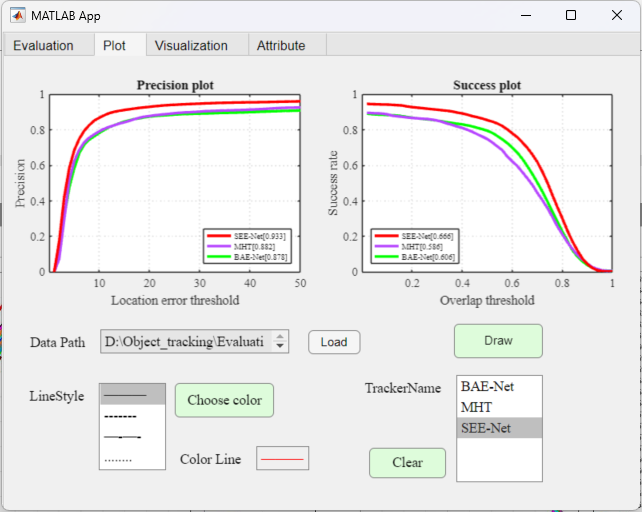 MATLAB App
Evaluation Plot Visualization Attribute
Precision plot
1
0.8
0.6
0.4
0.2
0
Precision
SEE-Net[0.933]
MHT[0.882]
BAE-Net[0.878]
10 20 30 40 50
Location error threshold
Success plot
1
0.8
0.6
0.4
0.2
0
Success rate
SEE-Net[0.666]
MHT[0.586]
BAE-Net[0.606]
0.2 0.4 0.6 0.8 1
Overlap threshold
Data Path D:\Object_tracking\Evaluati Load Draw
LineStyle
Choose color
Color Line
TrackerName
BAE-Net
MHT
SEE-Net
Clear